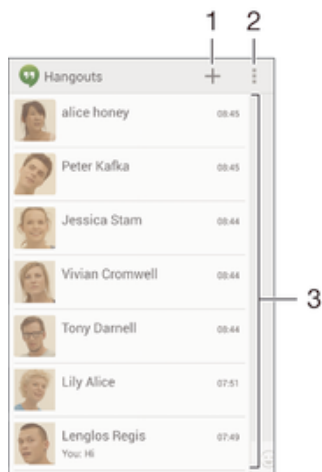 1 2
Hangouts
alice honey 08:45
Peter Kafka 08:45
Jessica Stam 08:44
Vivian Cromwell 08:44
3
Tony Darnell 08:44
Lily Alice 07:51
Lenglos Regis 07:49
You: Hi